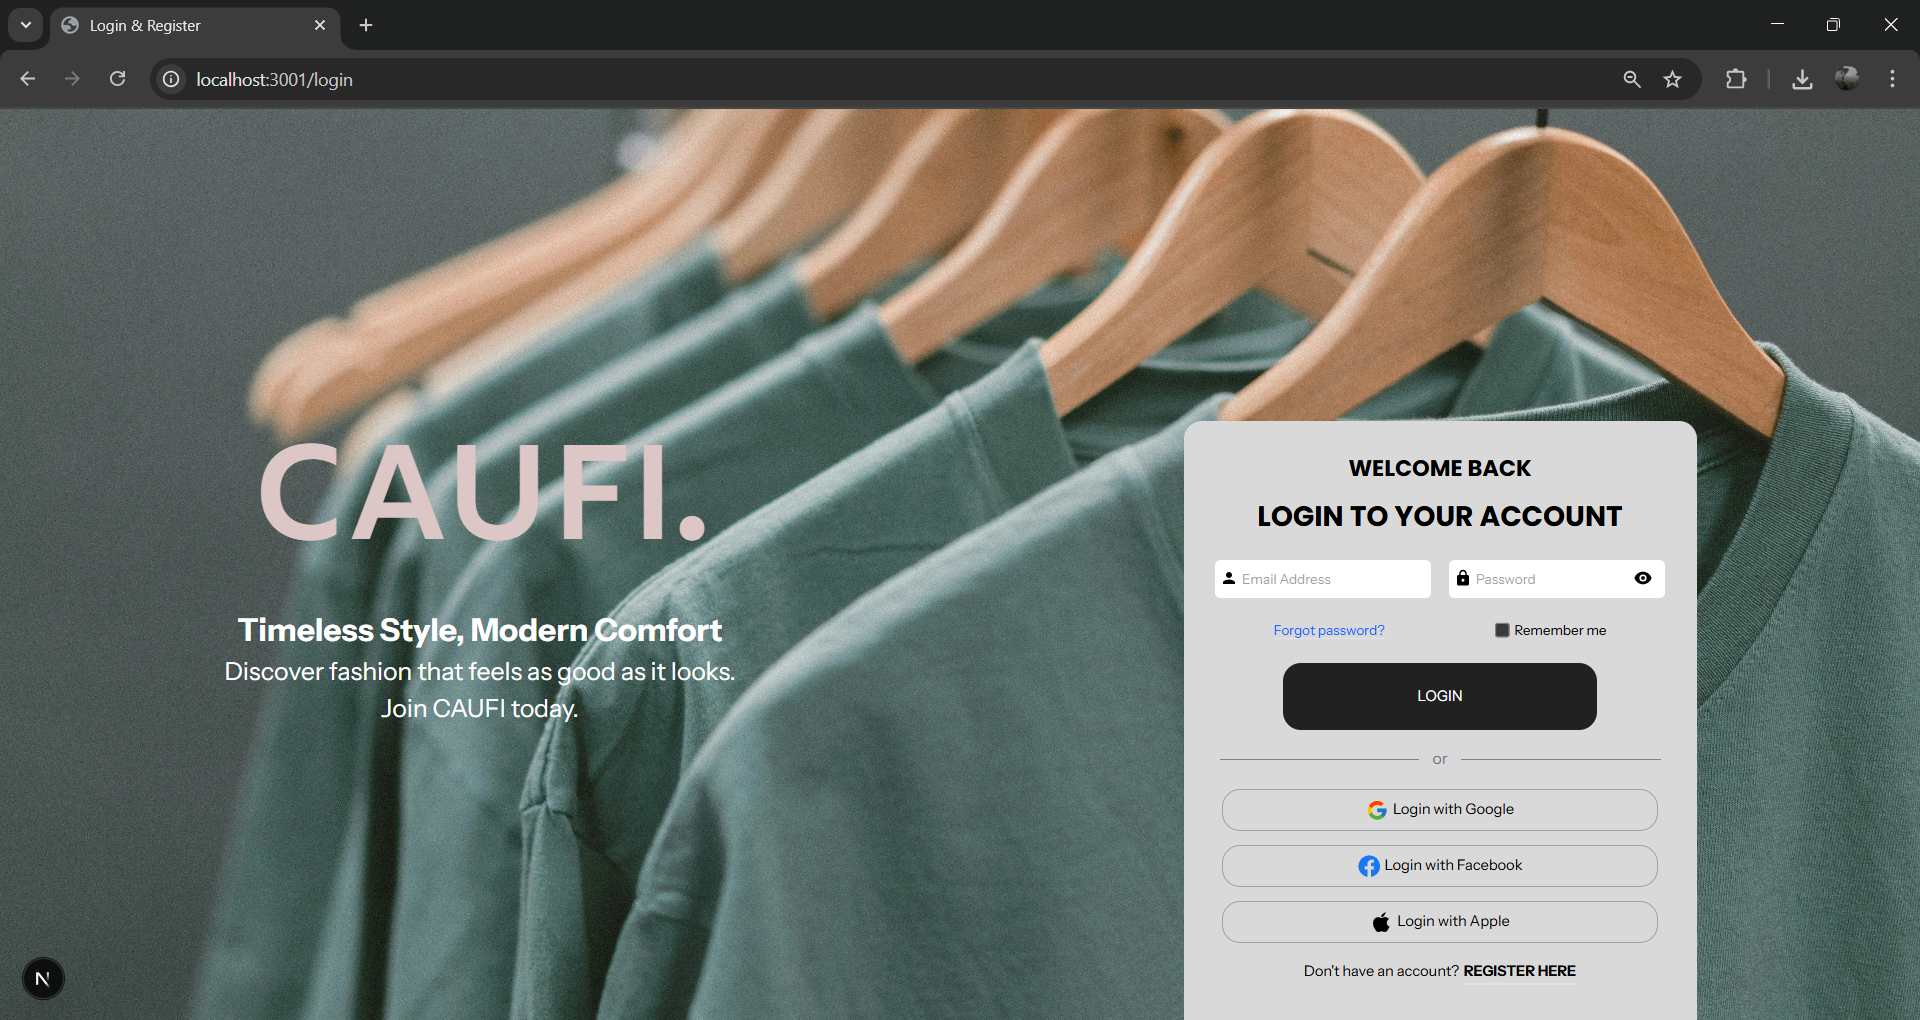 Login & Register
localhost:3001/login
CAUFI.
Timeless Style, Modern Comfort
Discover fashion that feels as good as it looks.
Join CAUFI today.
WELCOME BACK
LOGIN TO YOUR ACCOUNT
Email Address
Password
Forgot password?
Remember me
LOGIN
or
Login with Google
Login with Facebook
Login with Apple
Don't have an account? REGISTER HERE
N